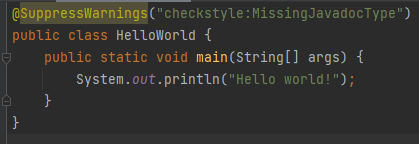 @SuppressWarnings("checkstyle:MissingJavadocType")
public class HelloWorld {
    public static void main(String[] args) {
        System.out.println("Hello world!");
    }
}